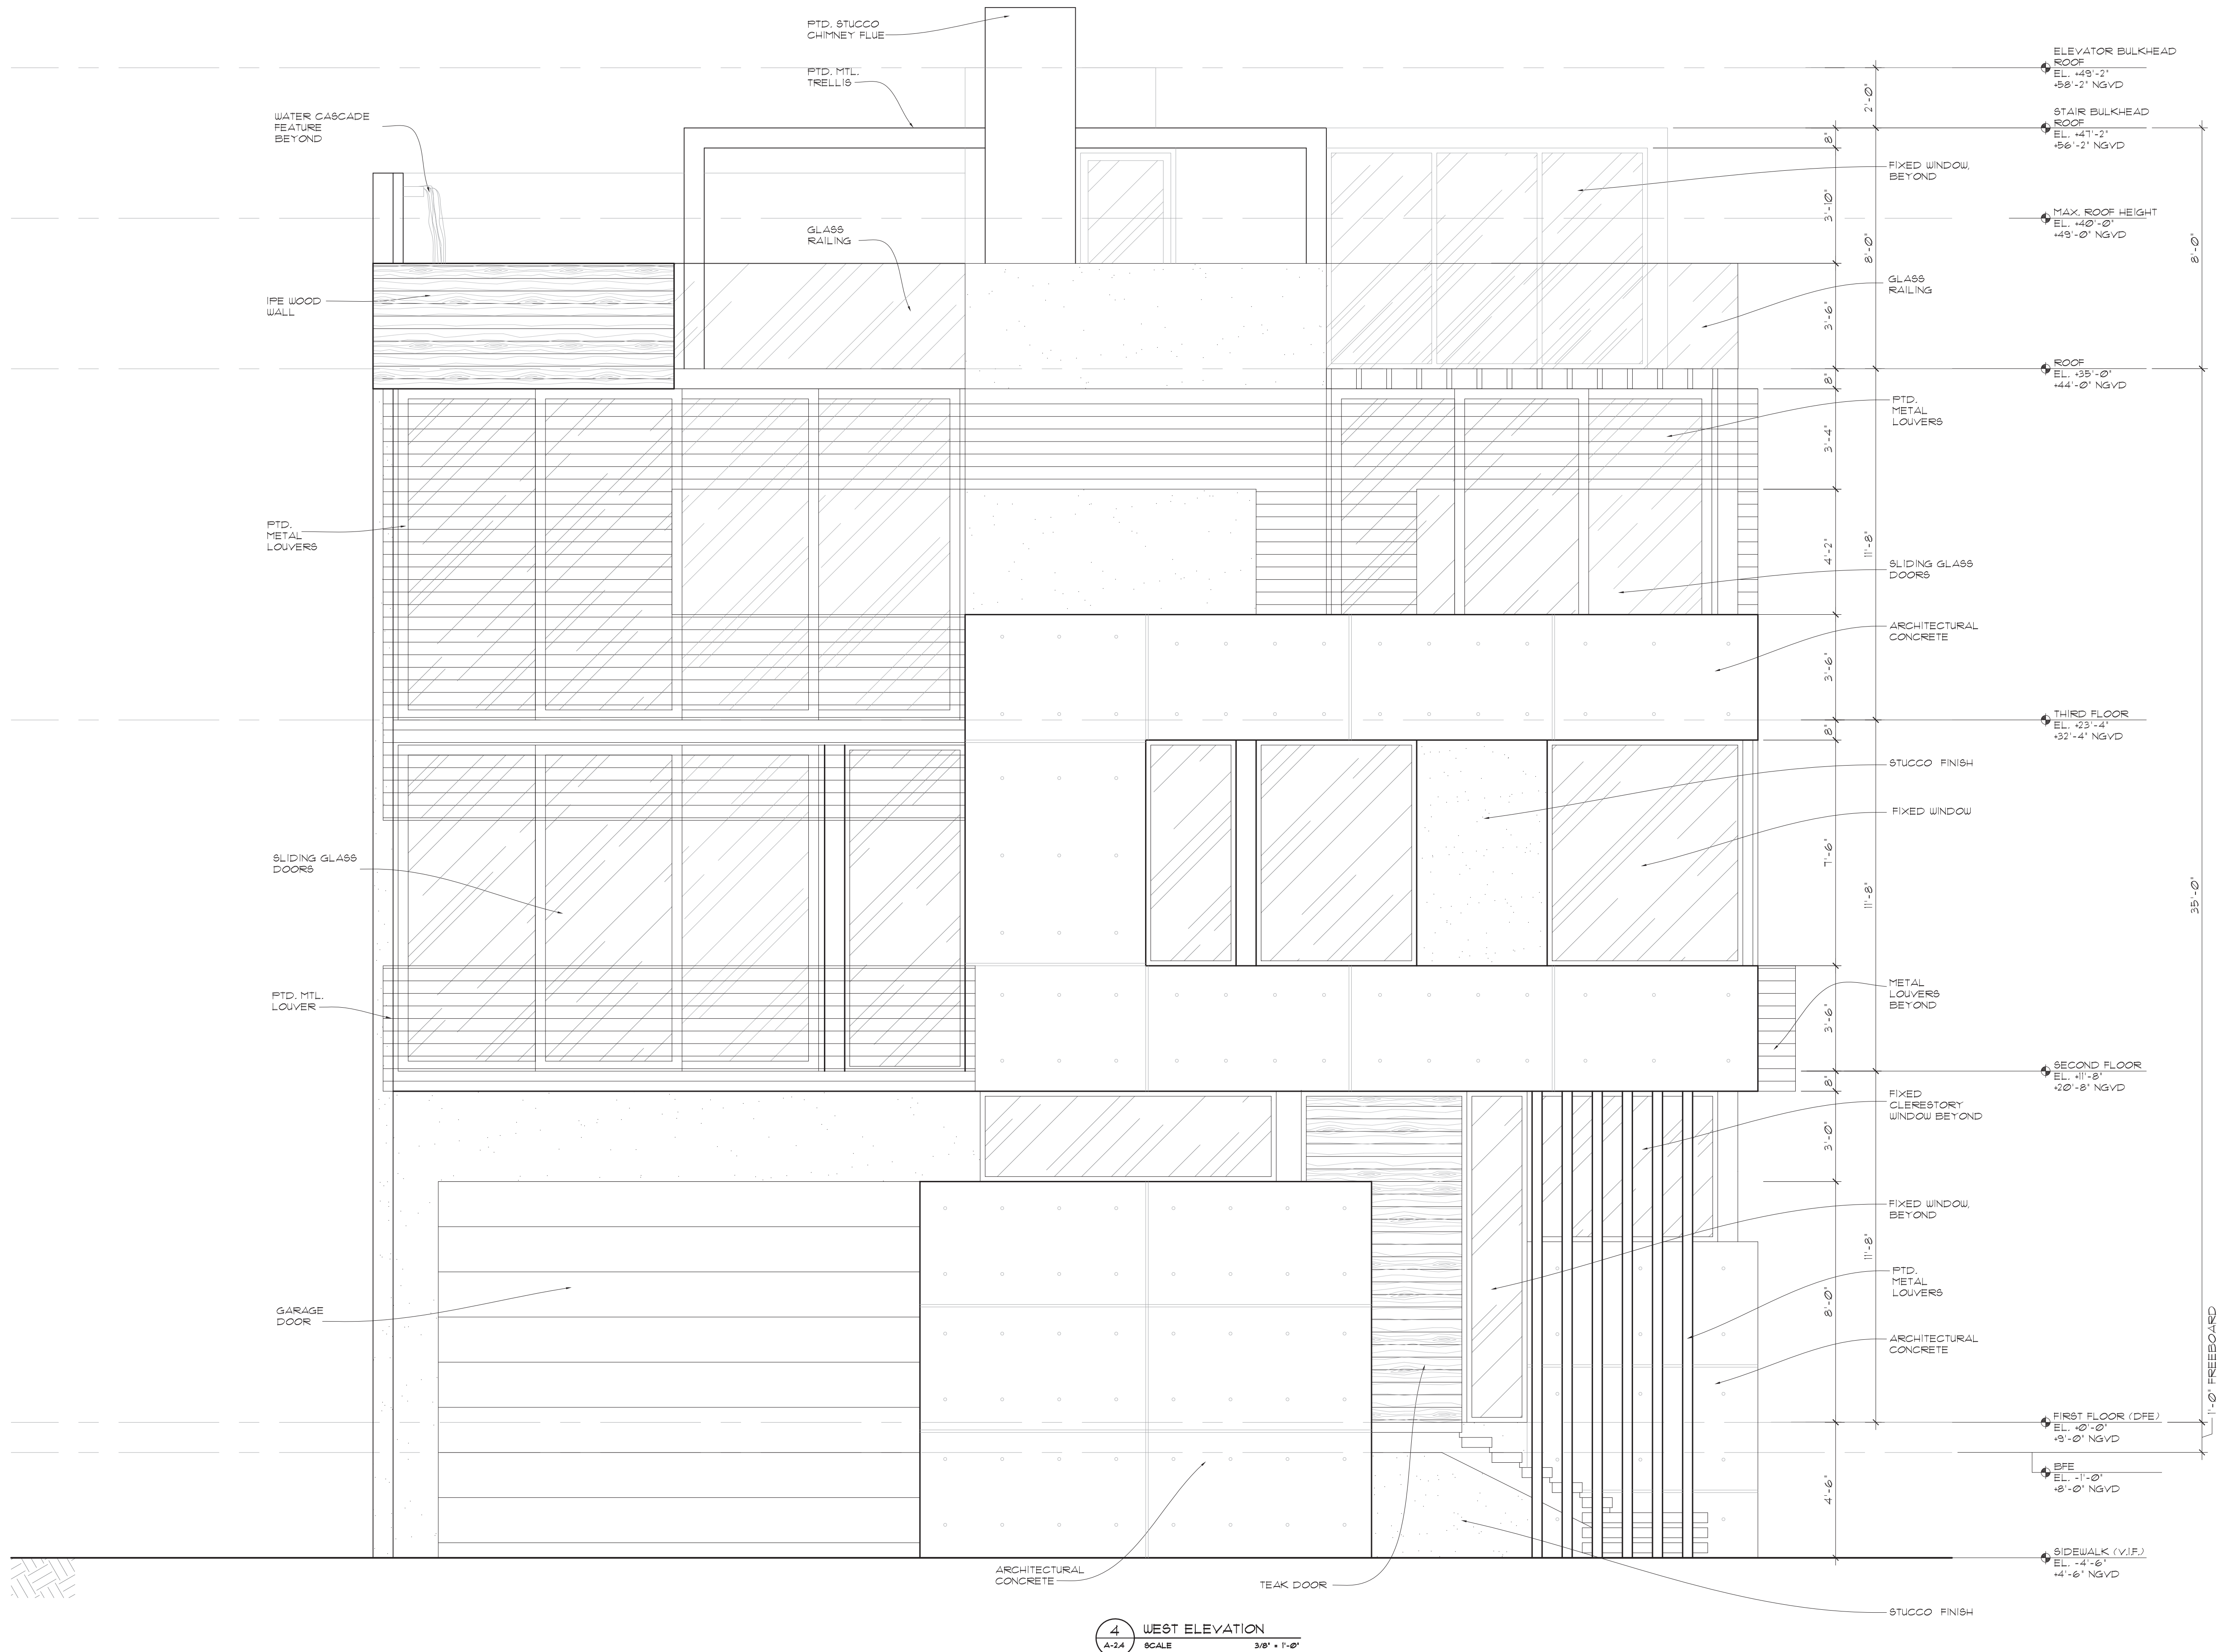 PTD. STUCCO
CHIMNEY FLUE
PTD. MTL.
TRELLIS
WATER CASCADE
FEATURE
BEYOND
GLASS
RAILING
IPE WOOD
WALL
PTD.
METAL
LOUVERS
SLIDING GLASS
DOORS
PTD. MTL.
LOUVER
GARAGE
DOOR
ARCHITECTURAL
CONCRETE
TEAK DOOR
FIXED WINDOW,
BEYOND
GLASS
RAILING
PTD.
METAL
LOUVERS
SLIDING GLASS
DOORS
ARCHITECTURAL
CONCRETE
STUCCO FINISH
FIXED WINDOW
METAL
LOUVERS
BEYOND
FIXED
CLERESTORY
WINDOW BEYOND
FIXED WINDOW,
BEYOND
PTD.
METAL
LOUVERS
ARCHITECTURAL
CONCRETE
STUCCO FINISH
2'-0"
8"
3'-10"
3'-6"
8"
3'-4"
4'-2"
3'-6"
8"
7'-6"
3'-6"
8"
3'-0"
8'-0"
4'-6"
8'-0"
11'-8"
11'-8"
11'-8"
ELEVATOR BULKHEAD
ROOF
EL. +49'-2"
+58'-2" NGVD
STAIR BULKHEAD
ROOF
EL. +47'-2"
+56'-2" NGVD
MAX. ROOF HEIGHT
EL. +40'-0"
+49'-0" NGVD
ROOF
EL. +35'-0"
+44'-0" NGVD
THIRD FLOOR
EL. +23'-4"
+32'-4" NGVD
SECOND FLOOR
EL. +11'-8"
+20'-8" NGVD
FIRST FLOOR (DFE)
EL. +0'-0"
+9'-0" NGVD
BFE
EL. -1'-0"
+8'-0" NGVD
SIDEWALK (V.I.F.)
EL. -4'-6"
+4'-6" NGVD
8'-0"
35'-0"
1'-0" FREEBOARD
4
A-2.4
WEST ELEVATION
SCALE 3/8" = 1'-0"